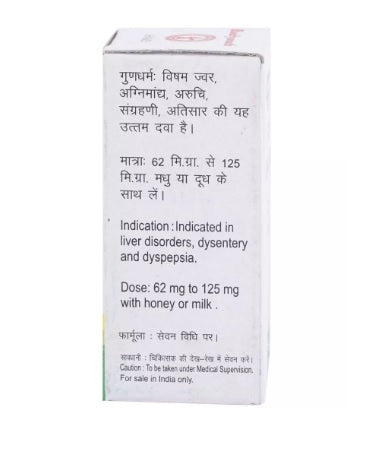 गुणधर्मः विषम ज्वर,
अग्निमांद्य, अरुचि,
संग्रहणी, अतिसार की यह
उत्तम दवा है।
मात्राः 62 मि.ग्रा. से 125
मि.ग्रा. मधु या दूध के
साथ लें।
Indication : Indicated in
liver disorders, dysentery
and dyspepsia.
Dose: 62 mg to 125 mg
with honey or milk .
फार्मूला : सेवन विधि पर।
सावधानी : चिकित्सक की देख-रेख में सेवन करें।
Caution : To be taken under Medical Supervision.
For sale in India only.